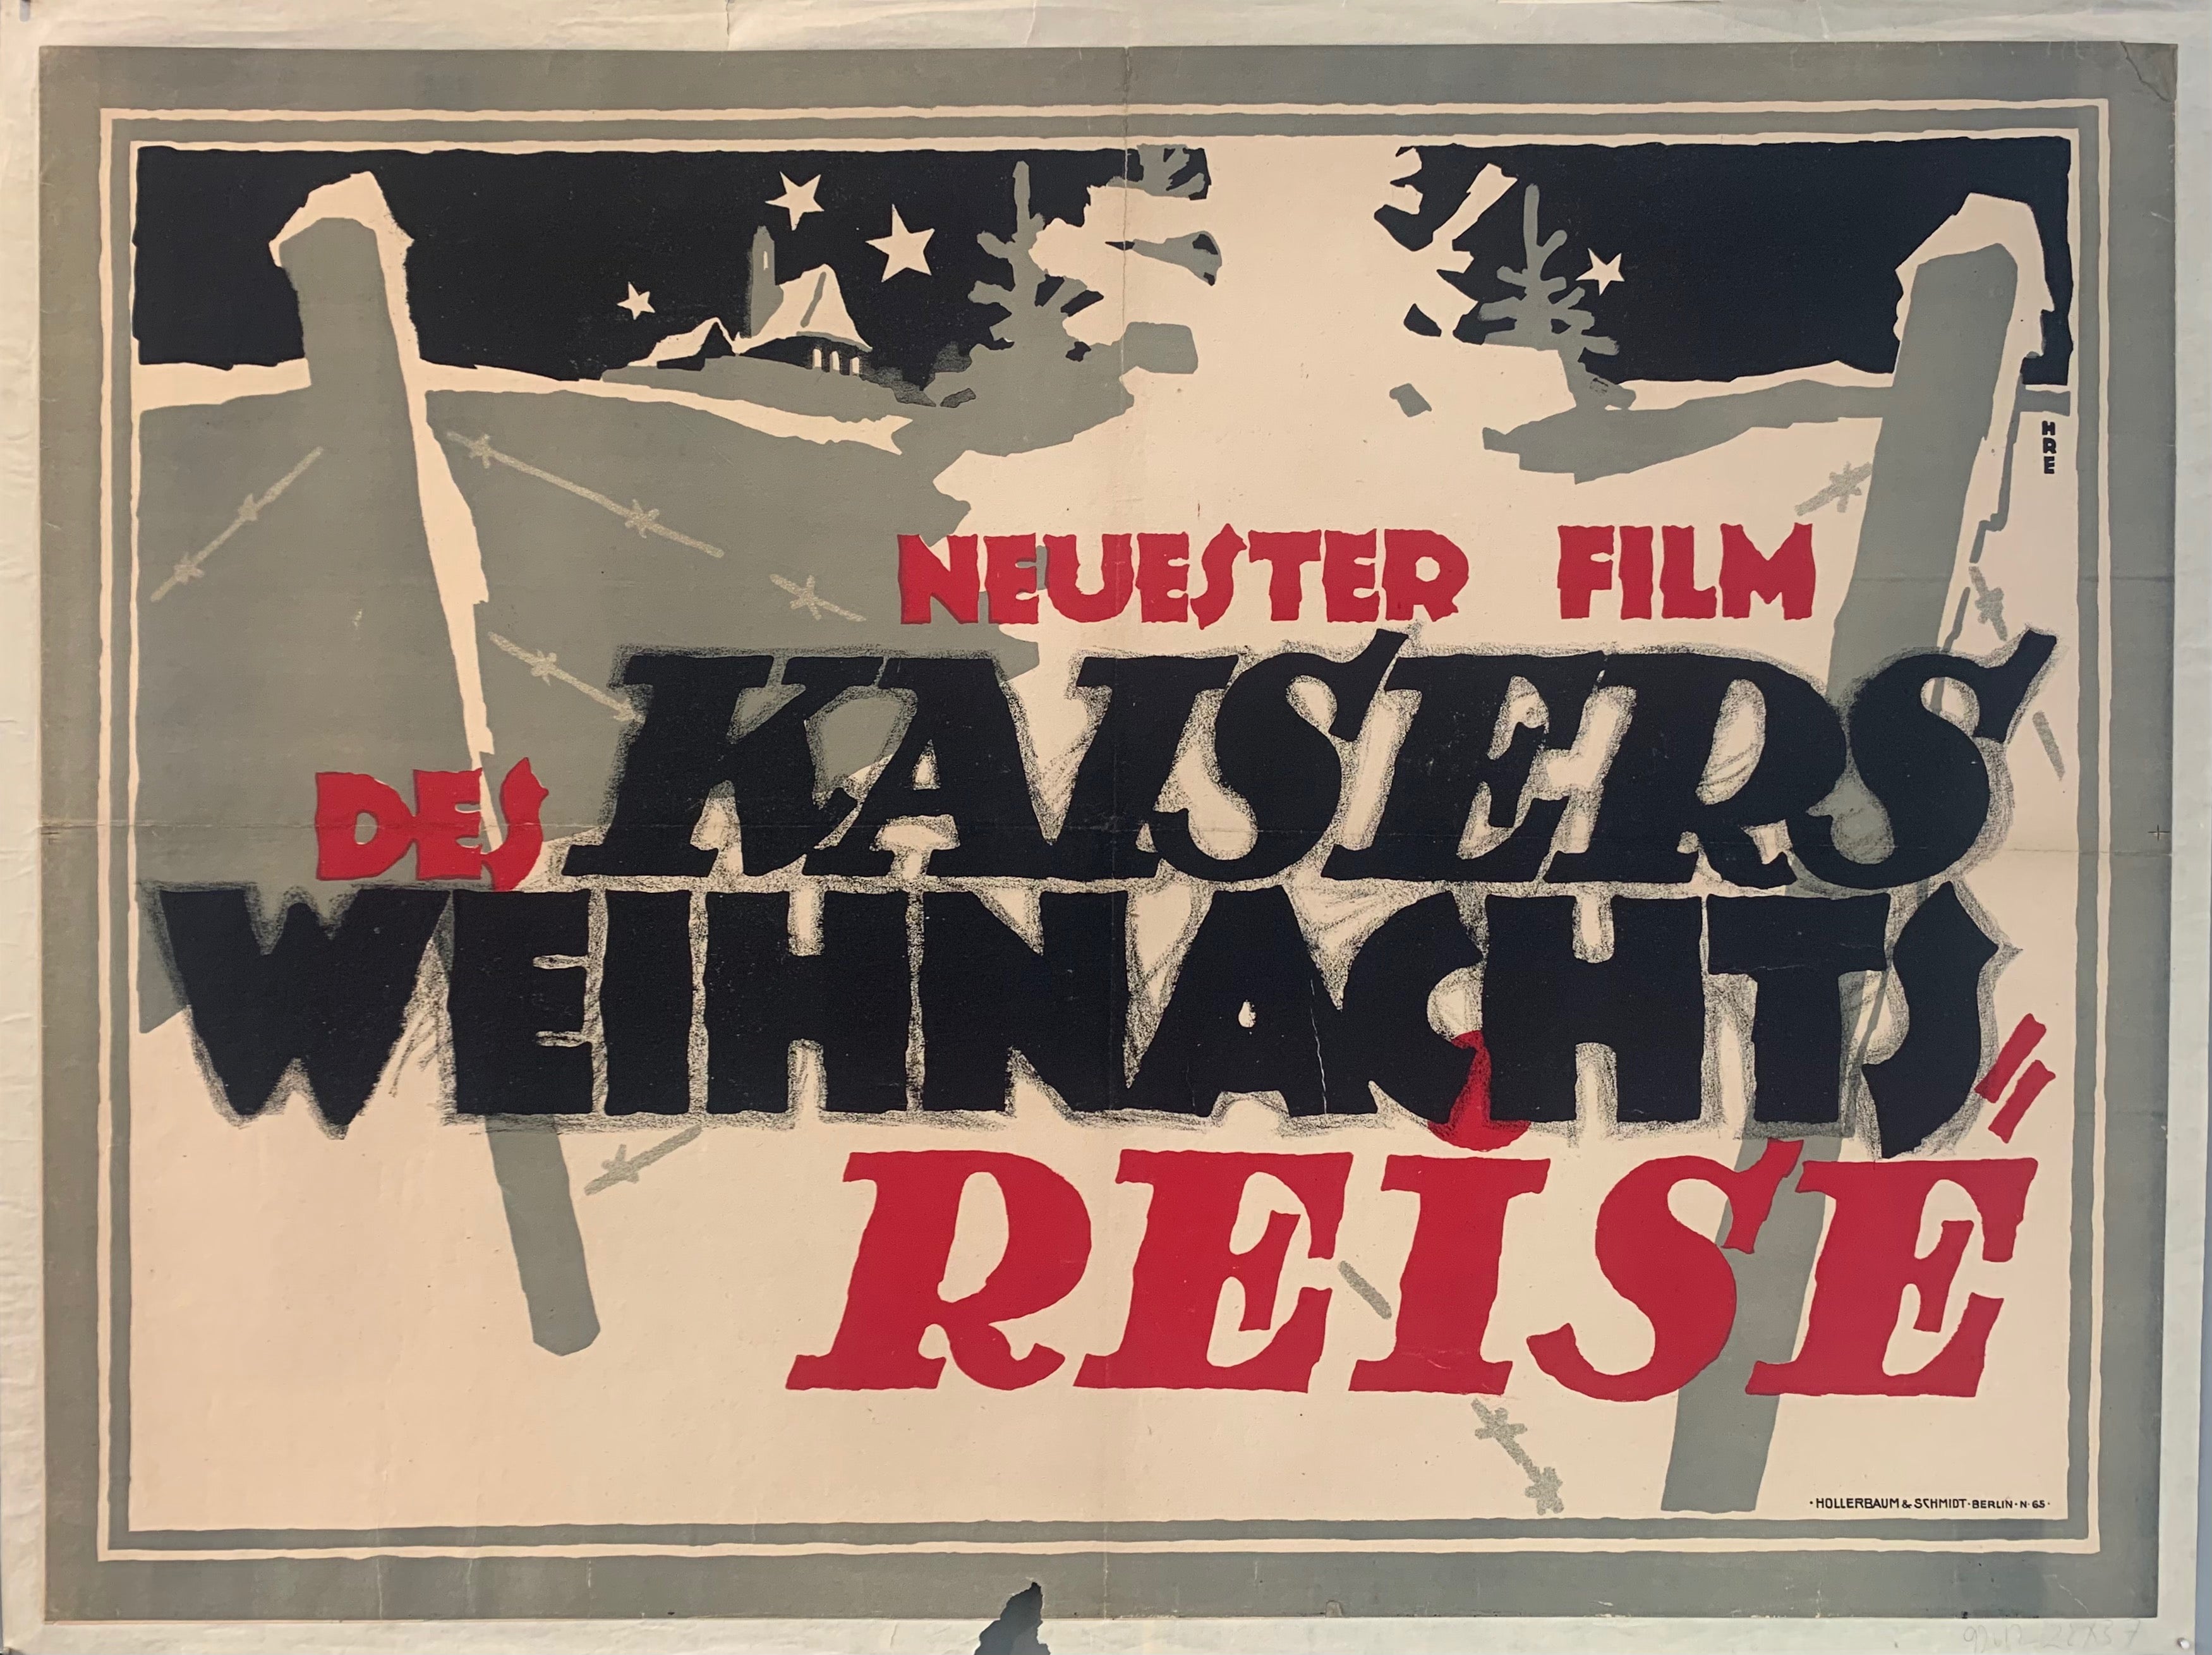 HRE
NEUESTER FILM
DES KAISERS
WEIHNACHTS=
REISE
·HOLLERBAUM & SCHMIDT·BERLIN·N·65·